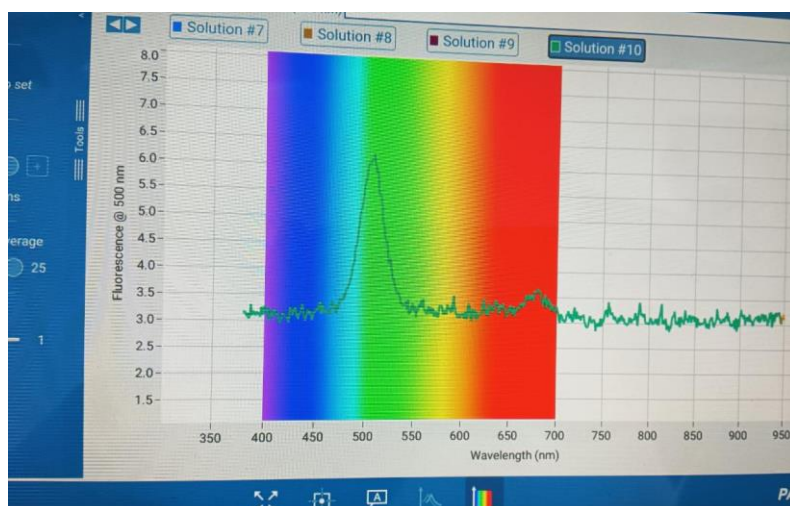 Solution #7
Solution #8
Solution #9
Solution #10
set
Tools
erage
25
1
Fluorescence @ 500 nm
8.0
7.5
7.0
6.5
6.0
5.5
5.0
4.5
4.0
3.5
3.0
2.5
2.0
1.5
350 400 450 500 550 600 650 700 750 800 850 900 950
Wavelength (nm)
A
PA